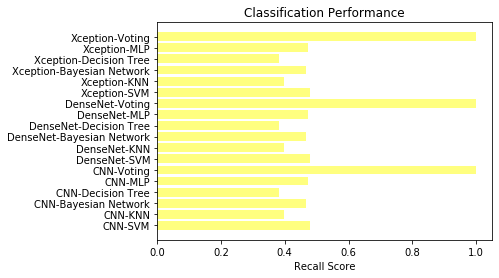 Classification Performance
Xception-Voting
Xception-MLP
Xception-Decision Tree
Xception-Bayesian Network
Xception-KNN
Xception-SVM
DenseNet-Voting
DenseNet-MLP
DenseNet-Decision Tree
DenseNet-Bayesian Network
DenseNet-KNN
DenseNet-SVM
CNN-Voting
CNN-MLP
CNN-Decision Tree
CNN-Bayesian Network
CNN-KNN
CNN-SVM
0.0 0.2 0.4 0.6 0.8 1.0
Recall Score